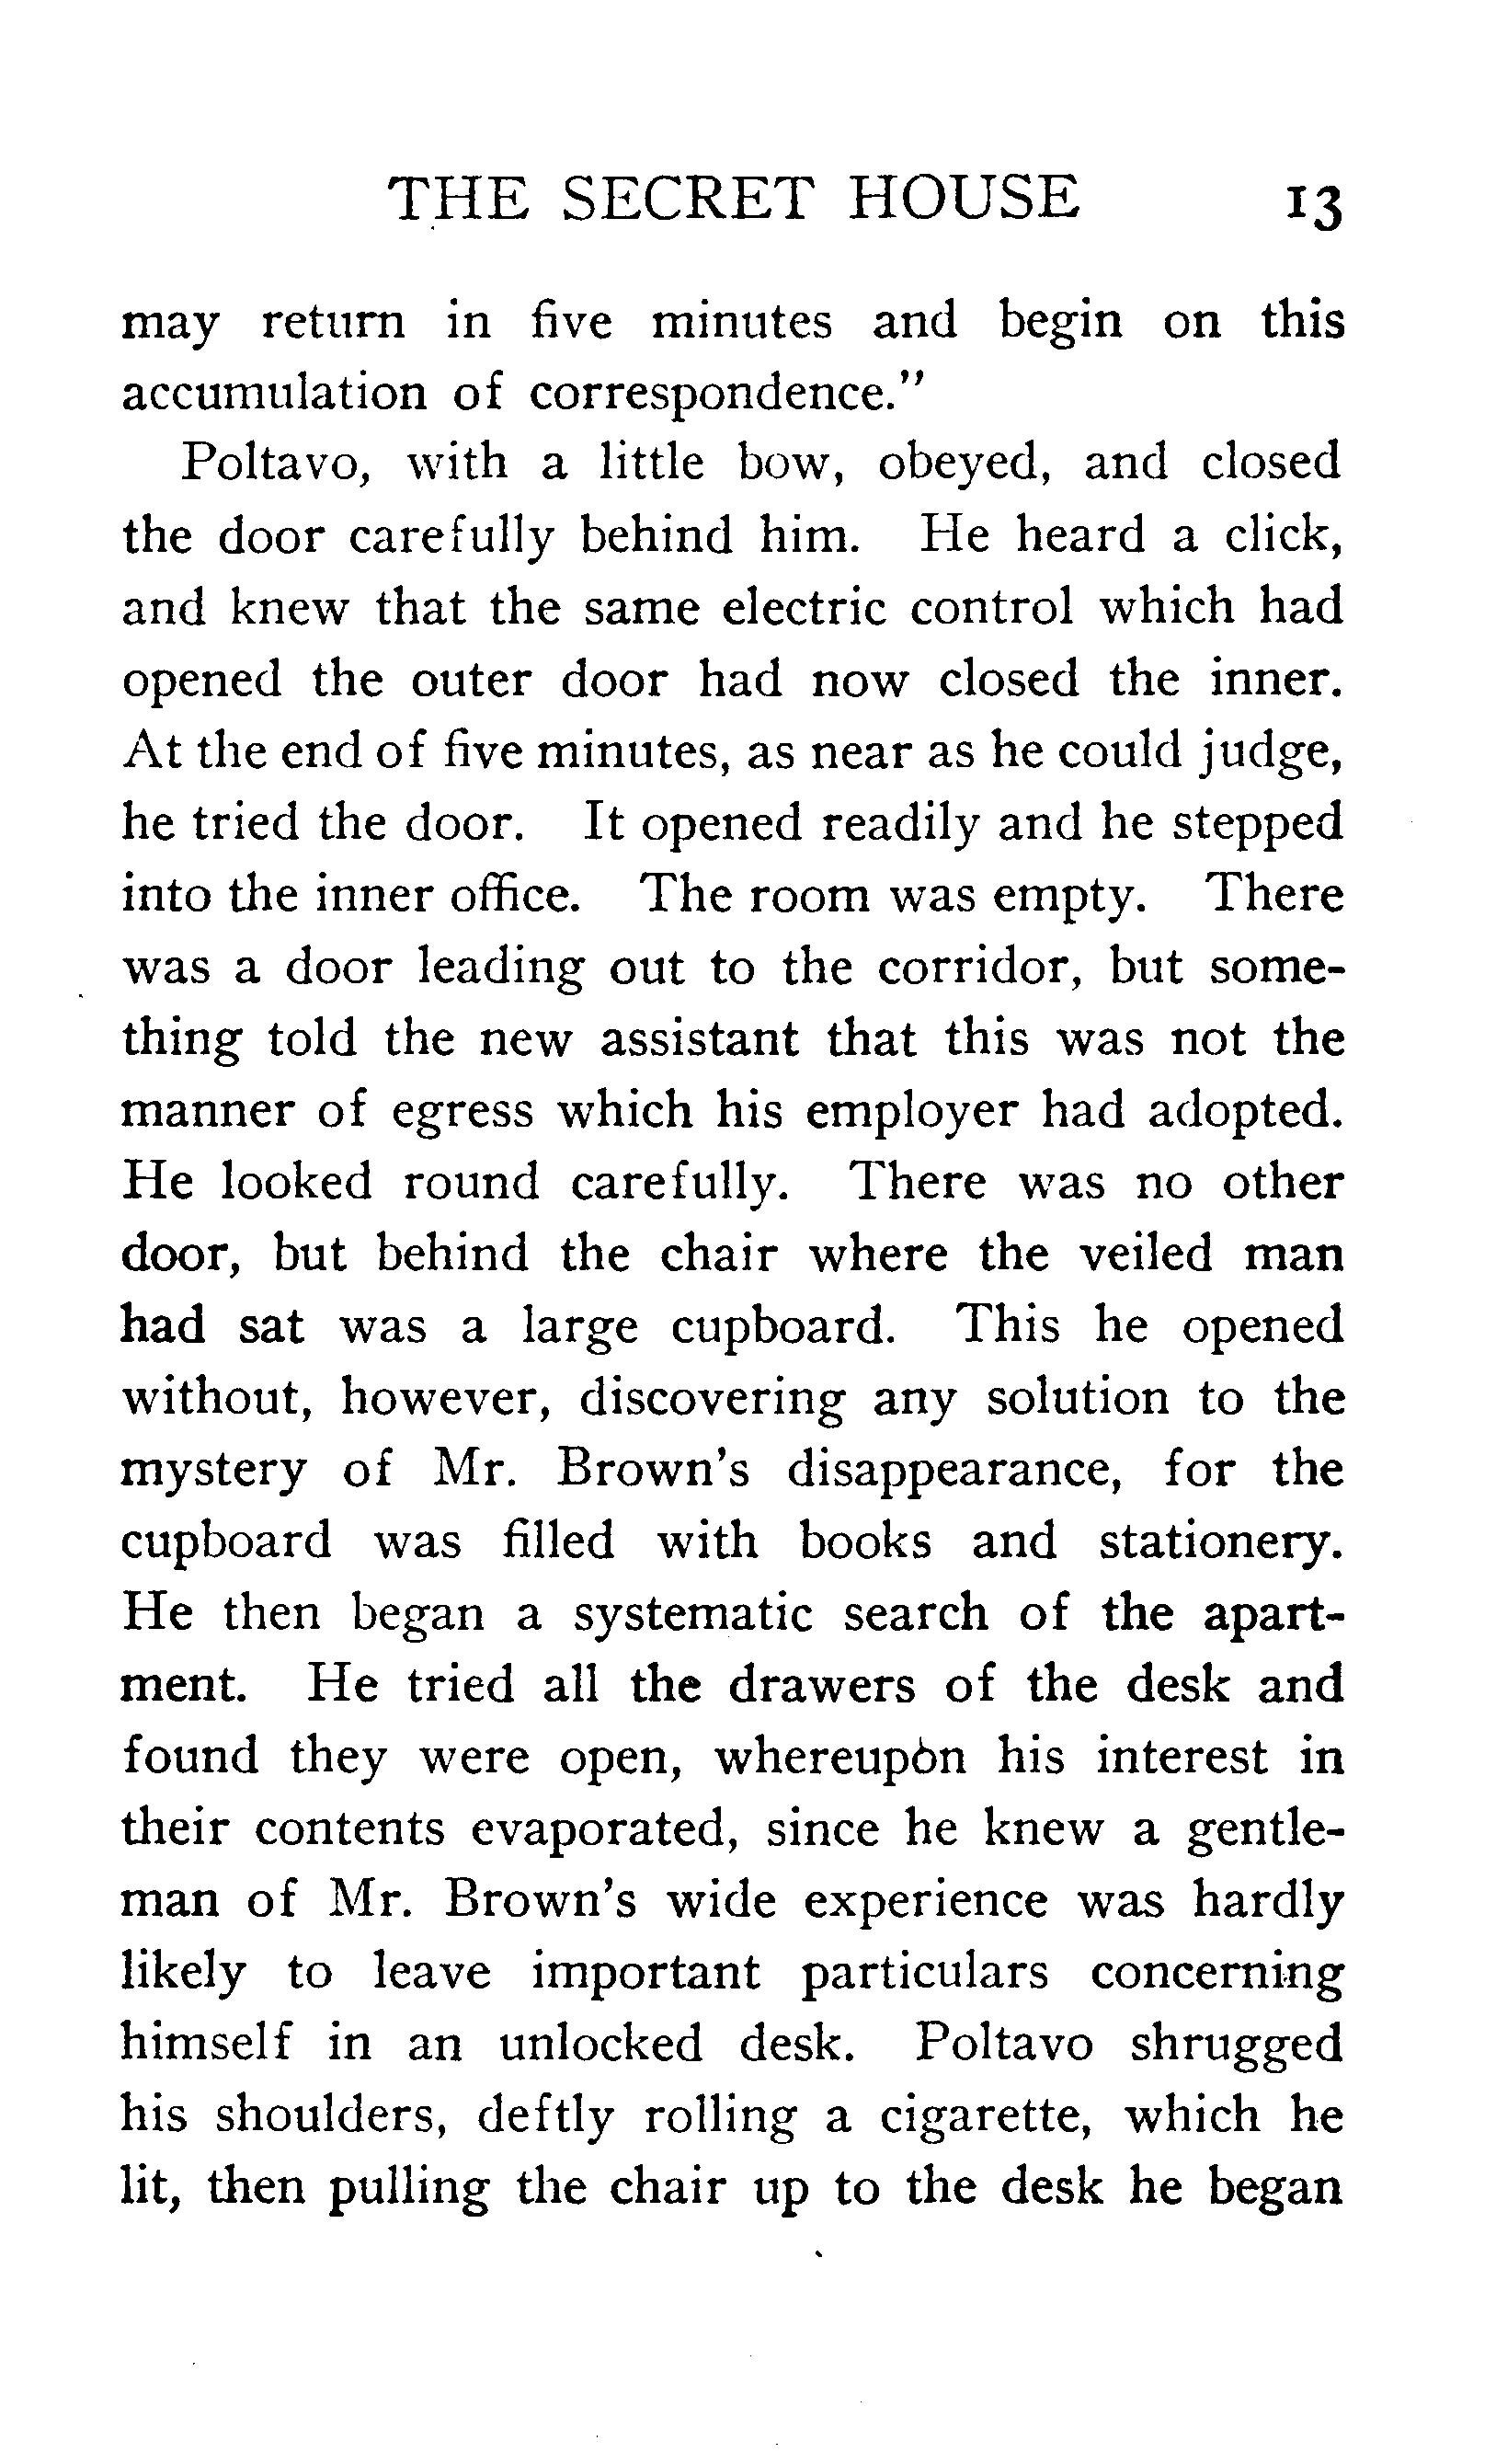 THE SECRET HOUSE 13
may return in five minutes and begin on this
accumulation of correspondence."
Poltavo, with a little bow, obeyed, and closed
the door carefully behind him. He heard a click,
and knew that the same electric control which had
opened the outer door had now closed the inner.
At the end of five minutes, as near as he could judge,
he tried the door. It opened readily and he stepped
into the inner office. The room was empty. There
was a door leading out to the corridor, but some-
thing told the new assistant that this was not the
manner of egress which his employer had adopted.
He looked round carefully. There was no other
door, but behind the chair where the veiled man
had sat was a large cupboard. This he opened
without, however, discovering any solution to the
mystery of Mr. Brown's disappearance, for the
cupboard was filled with books and stationery.
He then began a systematic search of the apart-
ment. He tried all the drawers of the desk and
found they were open, whereupon his interest in
their contents evaporated, since he knew a gentle-
man of Mr. Brown's wide experience was hardly
likely to leave important particulars concerning
himself in an unlocked desk. Poltavo shrugged
his shoulders, deftly rolling a cigarette, which he
lit, then pulling the chair up to the desk he began